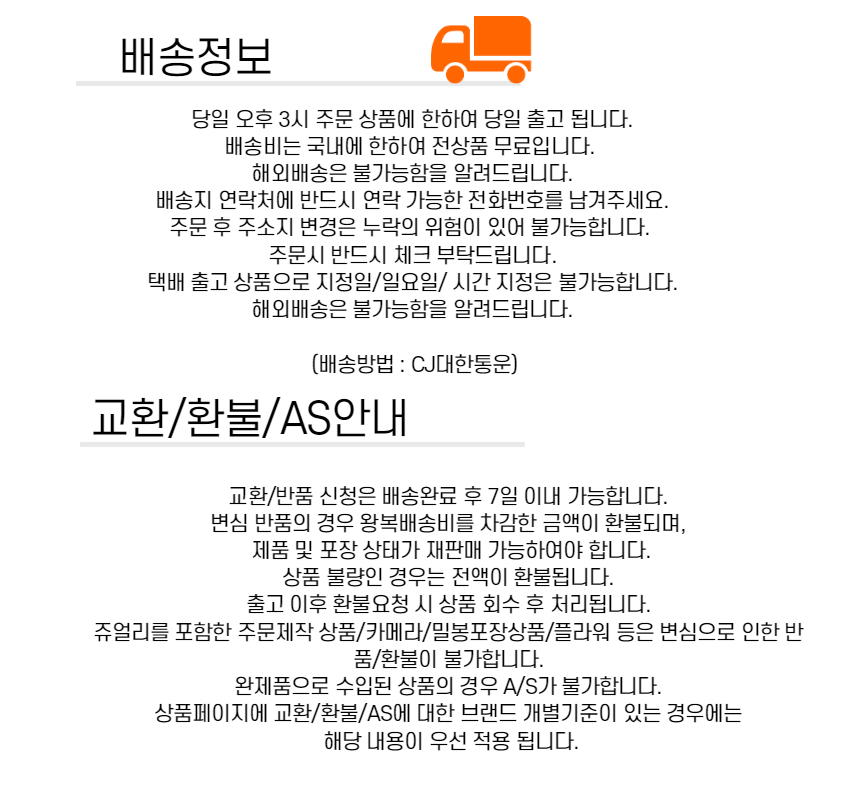 배송정보
당일 오후 3시 주문 상품에 한하여 당일 출고 됩니다.
배송비는 국내에 한하여 전상품 무료입니다.
해외배송은 불가능함을 알려드립니다.
배송지 연락처에 반드시 연락 가능한 전화번호를 남겨주세요.
주문 후 주소지 변경은 누락의 위험이 있어 불가능합니다.
주문시 반드시 체크 부탁드립니다.
택배 출고 상품으로 지정일/일요일/ 시간 지정은 불가능합니다.
해외배송은 불가능함을 알려드립니다.
(배송방법 : CJ대한통운)
교환/환불/AS안내
교환/반품 신청은 배송완료 후 7일 이내 가능합니다.
변심 반품의 경우 왕복배송비를 차감한 금액이 환불되며,
제품 및 포장 상태가 재판매 가능하여야 합니다.
상품 불량인 경우는 전액이 환불됩니다.
출고 이후 환불요청 시 상품 회수 후 처리됩니다.
쥬얼리를 포함한 주문제작 상품/카메라/밀봉포장상품/플라워 등은 변심으로 인한 반
품/환불이 불가합니다.
완제품으로 수입된 상품의 경우 A/S가 불가합니다.
상품페이지에 교환/환불/AS에 대한 브랜드 개별기준이 있는 경우에는
해당 내용이 우선 적용 됩니다.